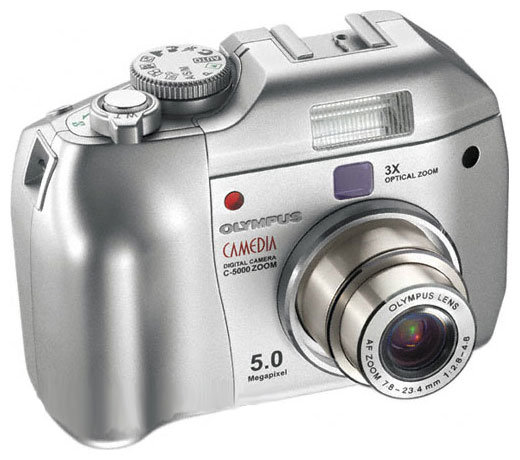 AUTO
W T
3X
OPTICAL ZOOM
OLYMPUS
CAMEDIA
DIGITAL CAMERA
C-5000 ZOOM
5.0
Megapixel
OLYMPUS LENS
AF ZOOM 7.8-23.4 mm 1:2.8-4.8